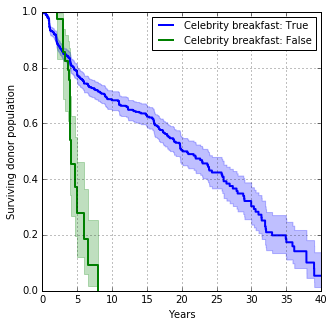 1.0
0.8
0.6
0.4
0.2
0.0
Surviving donor population
Celebrity breakfast: True
Celebrity breakfast: False
0 5 10 15 20 25 30 35 40
Years